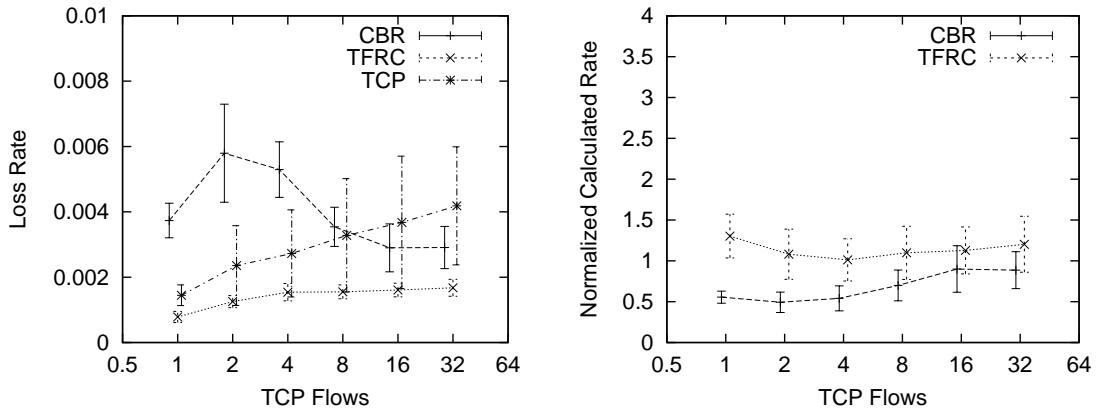 0.01
0.008
0.006
0.004
0.002
0
Loss Rate
CBR
TFRC
TCP
0.5 1 2 4 8 16 32 64
TCP Flows
4
3.5
3
2.5
2
1.5
1
0.5
0
Normalized Calculated Rate
CBR
TFRC
0.5 1 2 4 8 16 32 64
TCP Flows